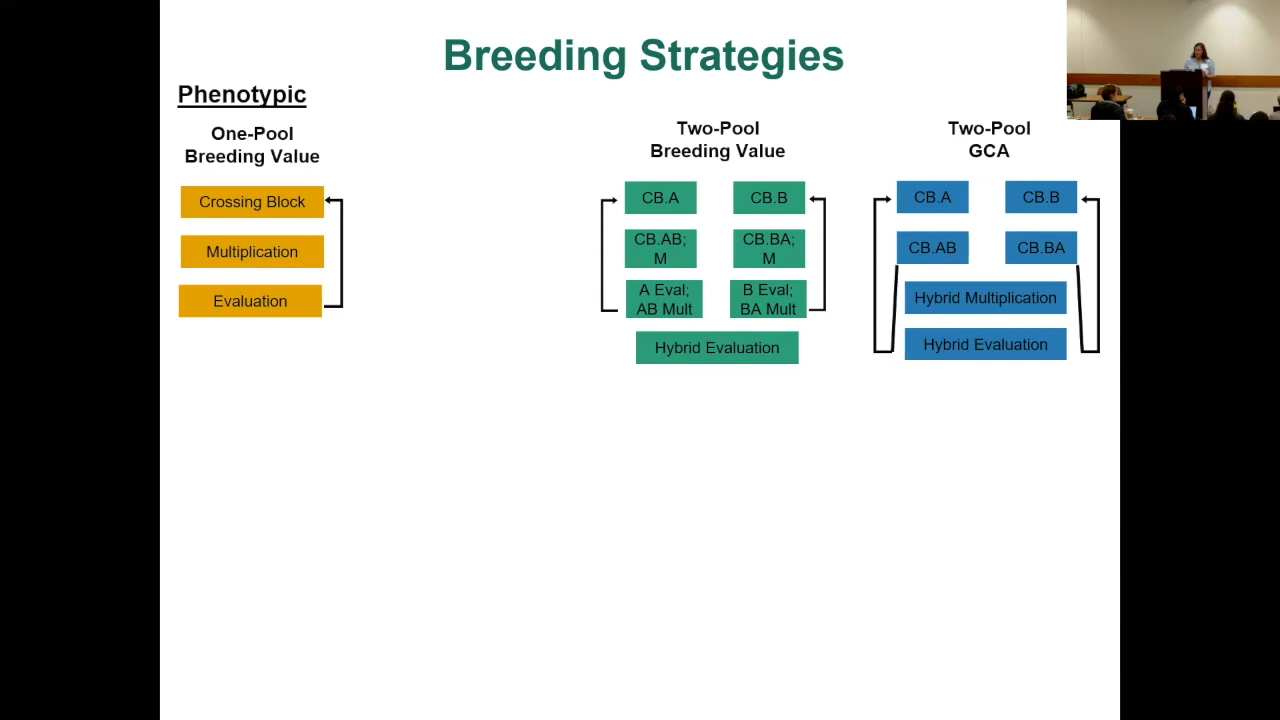 Breeding Strategies
Phenotypic
One-Pool
Breeding Value
Crossing Block
Multiplication
Evaluation
Two-Pool
Breeding Value
CB.A
CB.B
CB.AB;
M
CB.BA;
M
A Eval;
AB Mult
B Eval;
BA Mult
Hybrid Evaluation
Two-Pool
GCA
CB.A
CB.B
CB.AB
CB.BA
Hybrid Multiplication
Hybrid Evaluation